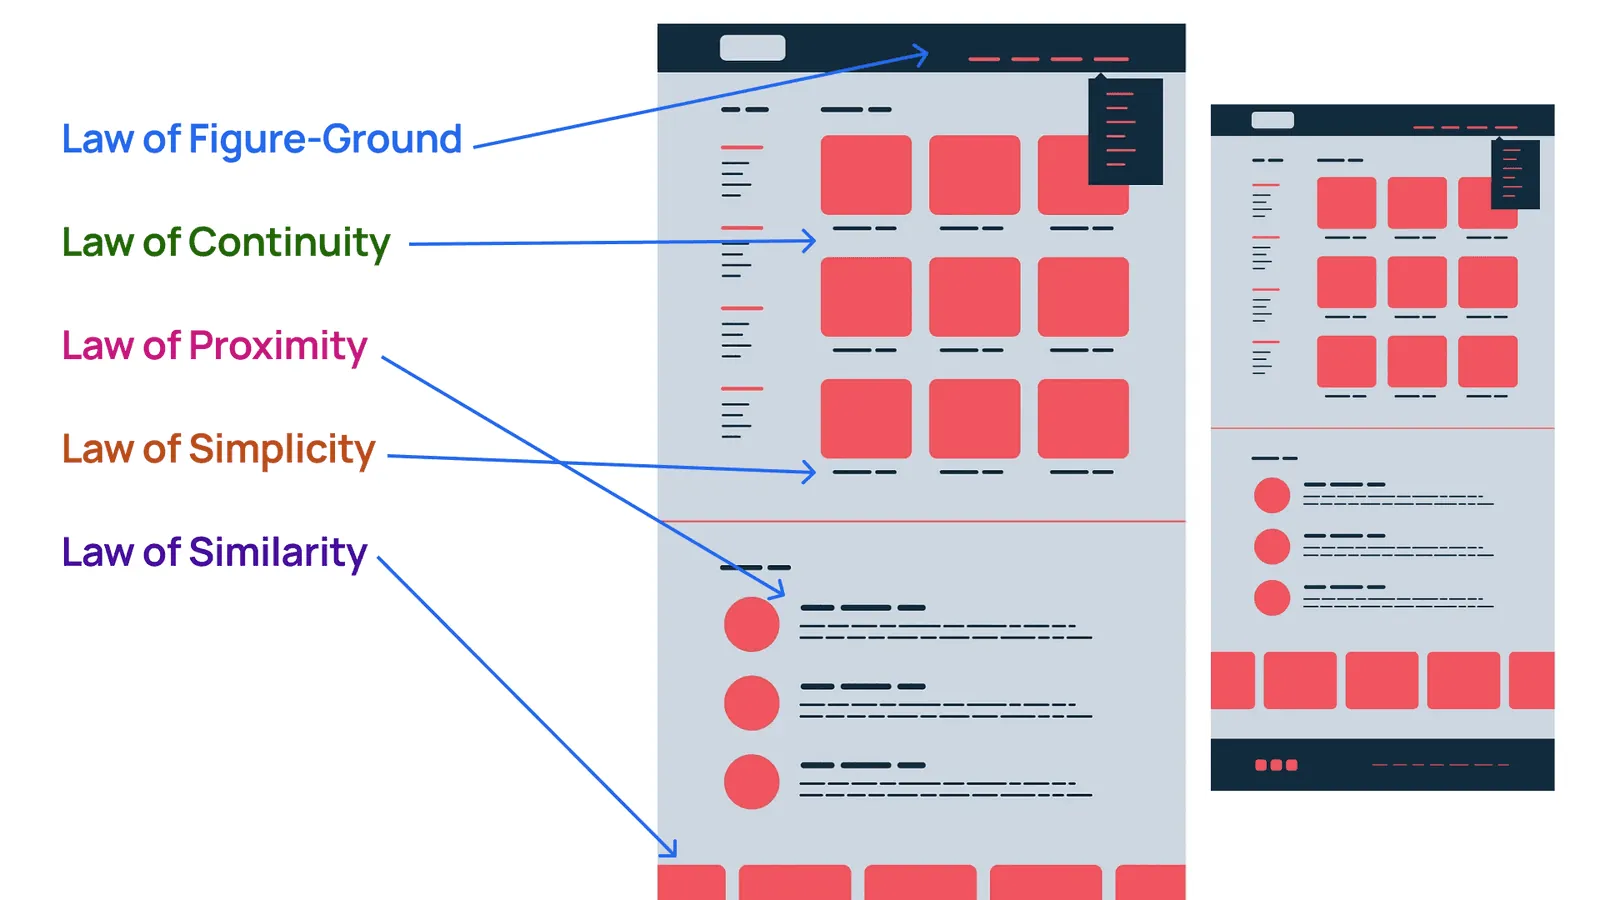 Law of Figure-Ground
Law of Continuity
Law of Proximity
Law of Simplicity
Law of Similarity